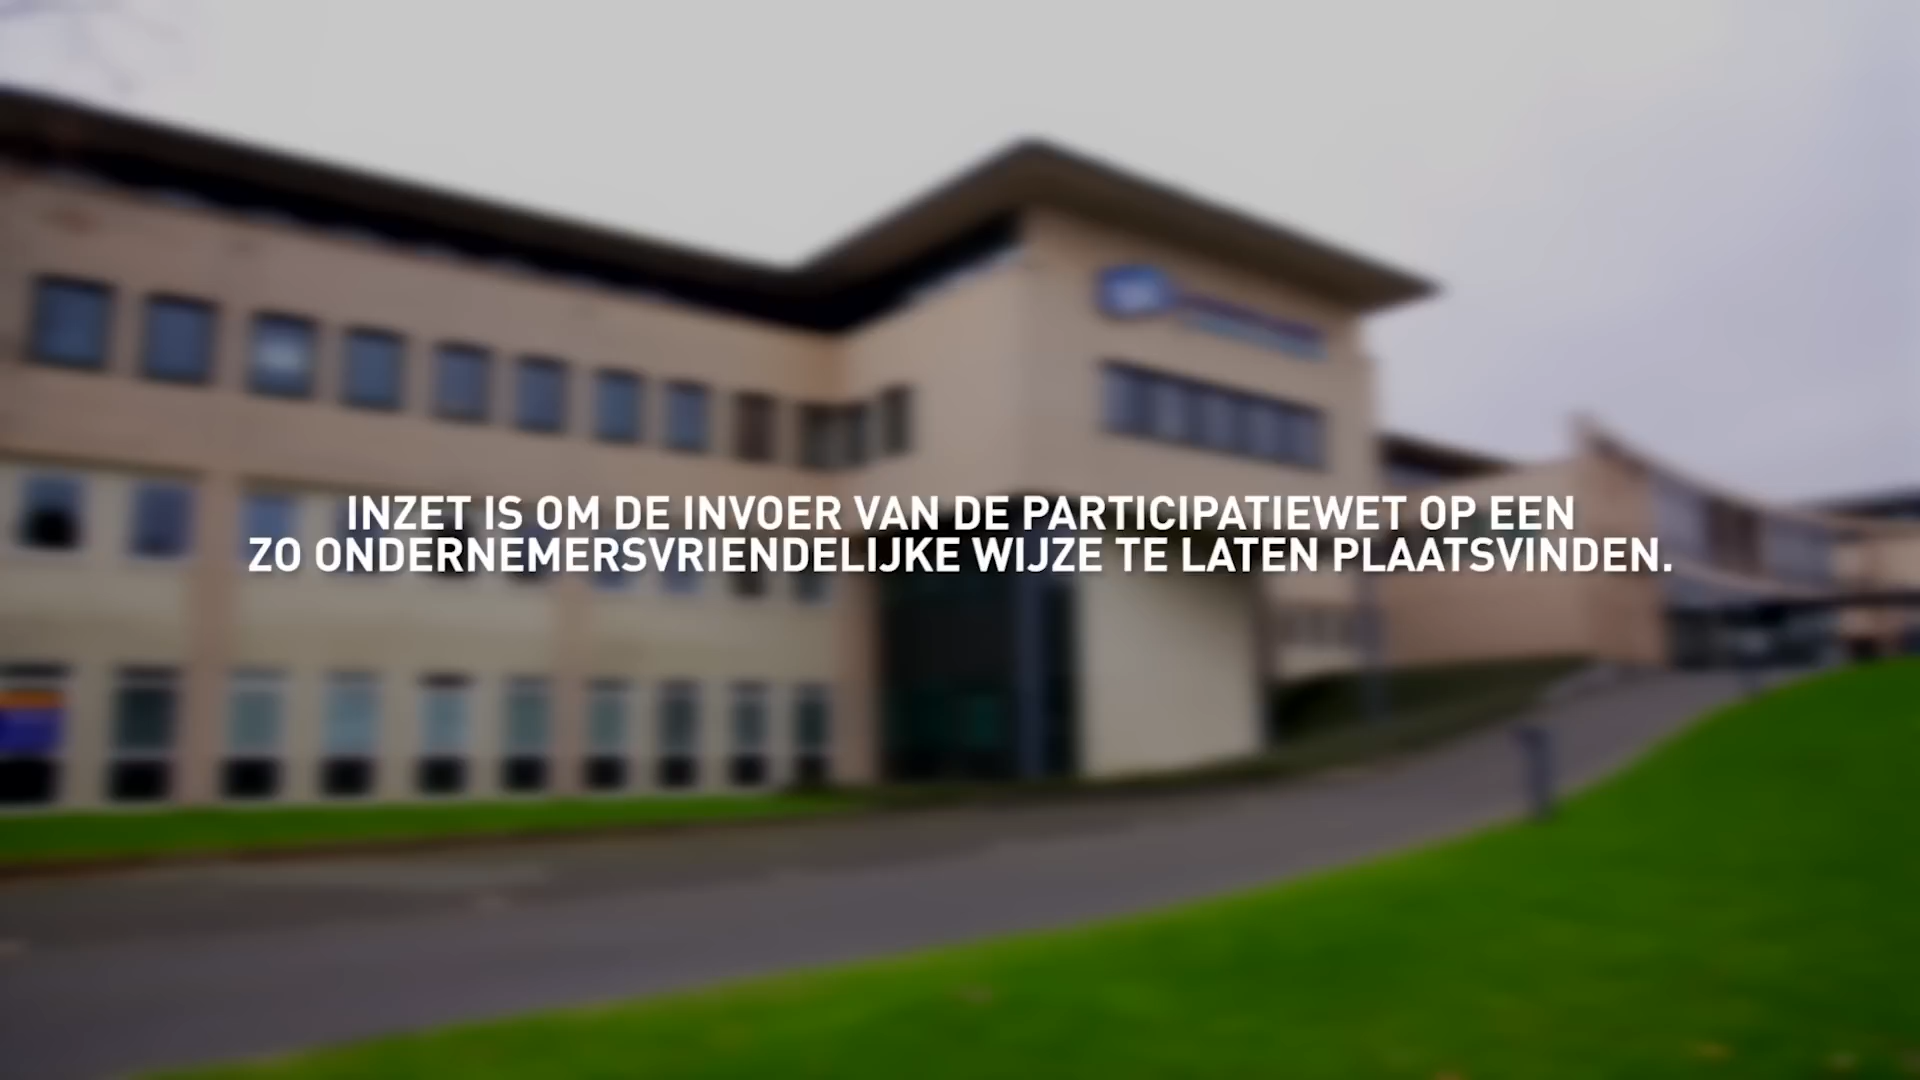 INZET IS OM DE INVOER VAN DE PARTICIPATIEWET OP EEN
ZO ONDERNEMERSVRIENDELIJKE WIJZE TE LATEN PLAATSVINDEN.